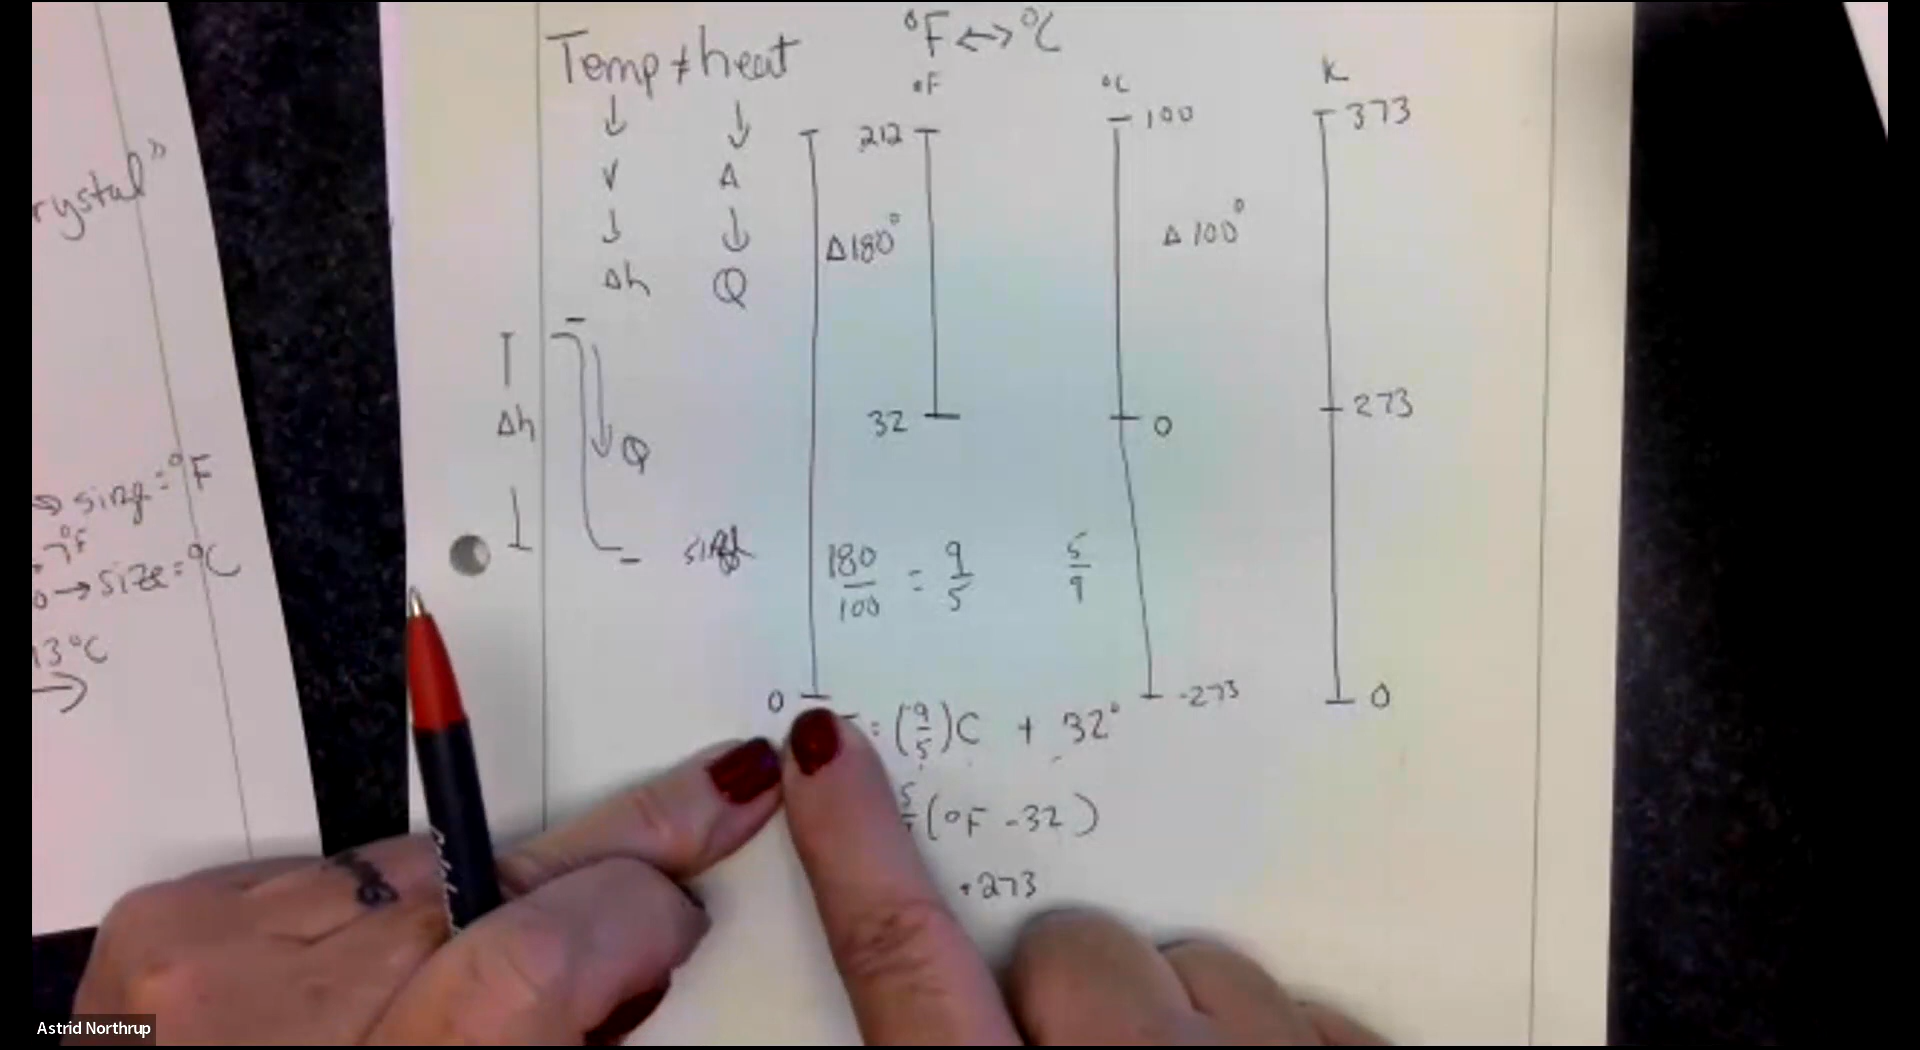 Temp ≠ heat
°F ↔ °C
°F
°C
K
↓ ↓
V A
↓ ↓
Δh Q
212
100
373
Δ180°
Δ100°
32
0
273
Δh
Q
180/100 = 9/5
5/9
0
-273
0
= (9/5)C + 32°
(°F - 32)
+273
rystal"
→ sing = °F
7°F
→ size = °C
13°C
→
Astrid Northrup